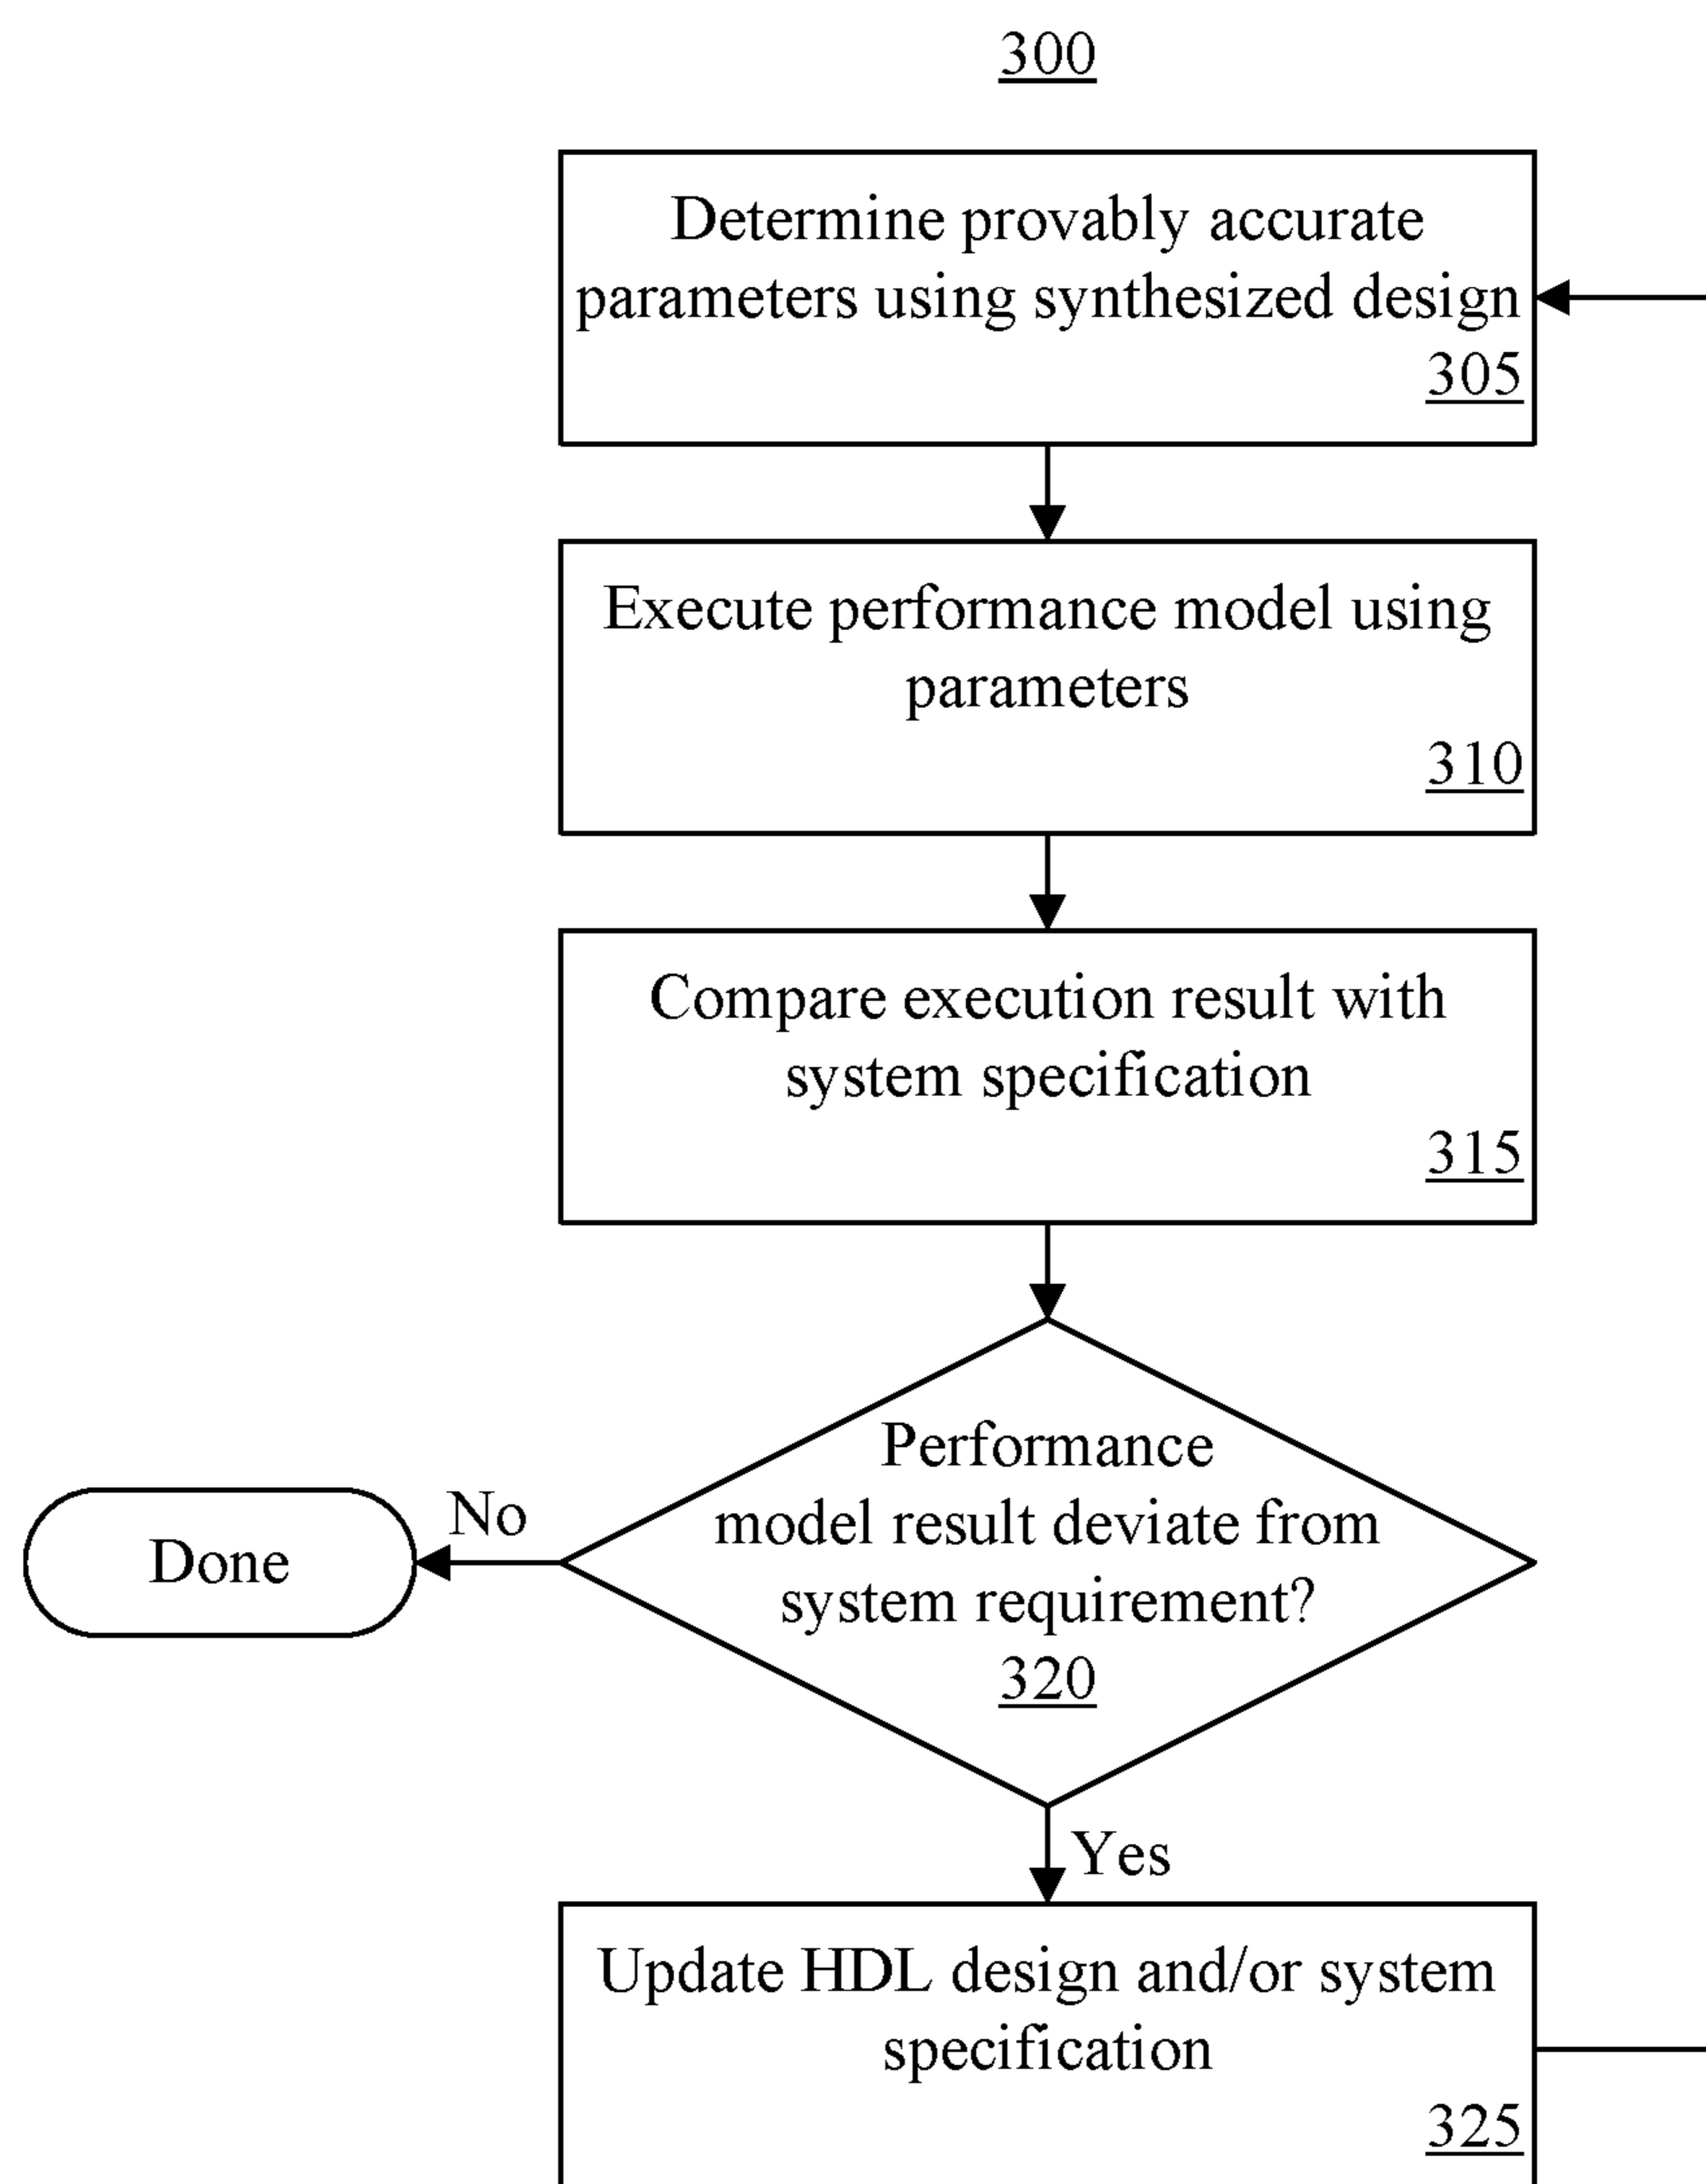 300
Determine provably accurate
parameters using synthesized design
305
Execute performance model using
parameters
310
Compare execution result with
system specification
315
Performance
model result deviate from
system requirement?
320
No
Done
Yes
Update HDL design and/or system
specification
325